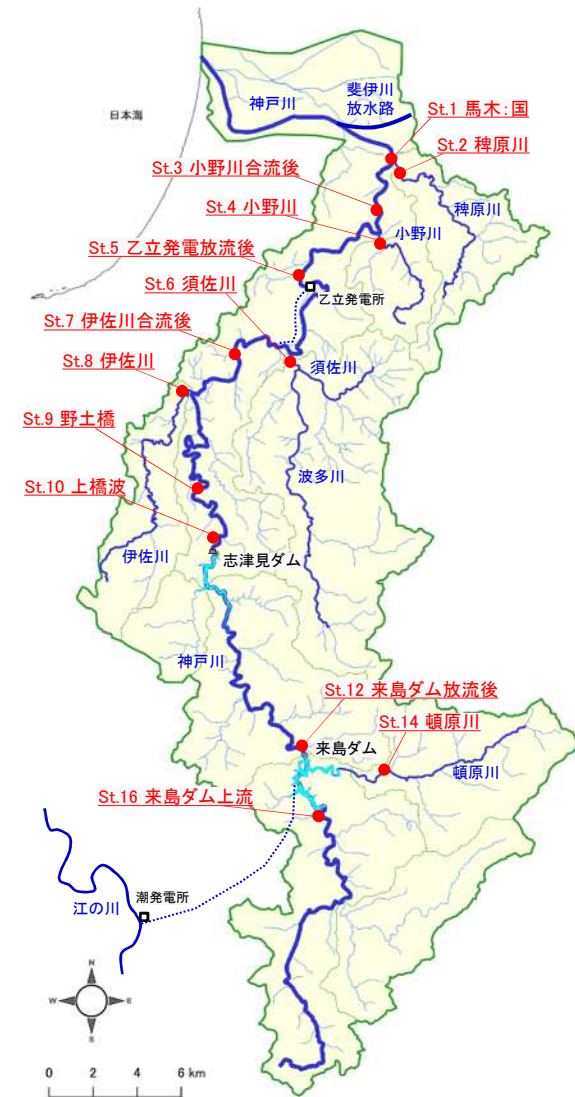 日本海
神戸川
斐伊川
放水路
St.1 馬木:国
St.2 稗原川
St.3 小野川合流後
稗原川
St.4 小野川
小野川
St.5 乙立発電放流後
St.6 須佐川
乙立発電所
St.7 伊佐川合流後
St.8 伊佐川
須佐川
St.9 野土橋
波多川
St.10 上橋波
伊佐川
志津見ダム
神戸川
St.12 来島ダム放流後
来島ダム
St.14 頓原川
頓原川
St.16 来島ダム上流
江の川
潮発電所
N
W
E
S
0 2 4 6 km